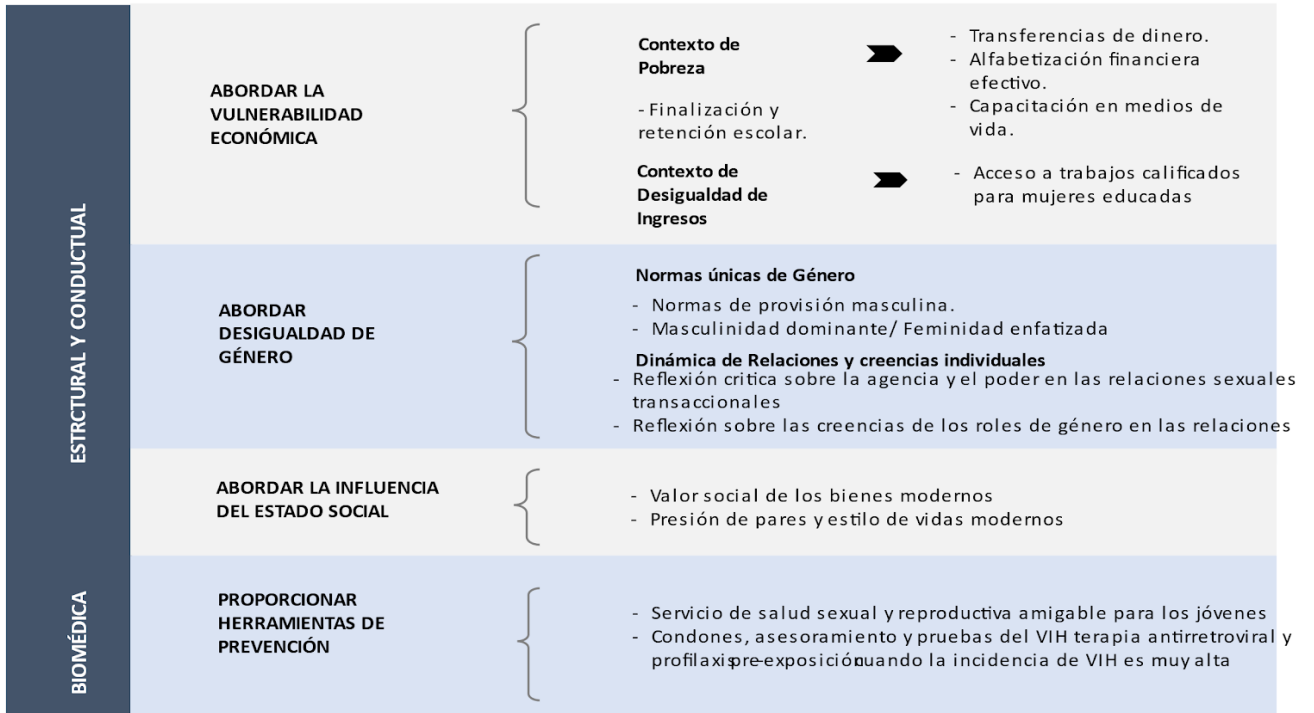 ESTRCTURAL Y CONDUCTUAL
ABORDAR LA
VULNERABILIDAD
ECONÓMICA
Contexto de
Pobreza
- Finalización y
retención escolar.
- Transferencias de dinero.
- Alfabetización financiera
efectivo.
- Capacitación en medios de
vida.
Contexto de
Desigualdad de
Ingresos
- Acceso a trabajos calificados
para mujeres educadas
ABORDAR
DESIGUALDAD DE
GÉNERO
Normas únicas de Género
- Normas de provisión masculina.
- Masculinidad dominante/ Feminidad enfatizada
Dinámica de Relaciones y creencias individuales
- Reflexión critica sobre la agencia y el poder en las relaciones sexuales
transaccionales
- Reflexión sobre las creencias de los roles de género en las relaciones
ABORDAR LA INFLUENCIA
DEL ESTADO SOCIAL
- Valor social de los bienes modernos
- Presión de pares y estilo de vidas modernos
BIOMÉDICA
PROPORCIONAR
HERRAMIENTAS DE
PREVENCIÓN
- Servicio de salud sexual y reproductiva amigable para los jóvenes
- Condones, asesoramiento y pruebas del VIH terapia antirretroviral y
profilaxis pre-exposición cuando la incidencia de VIH es muy alta